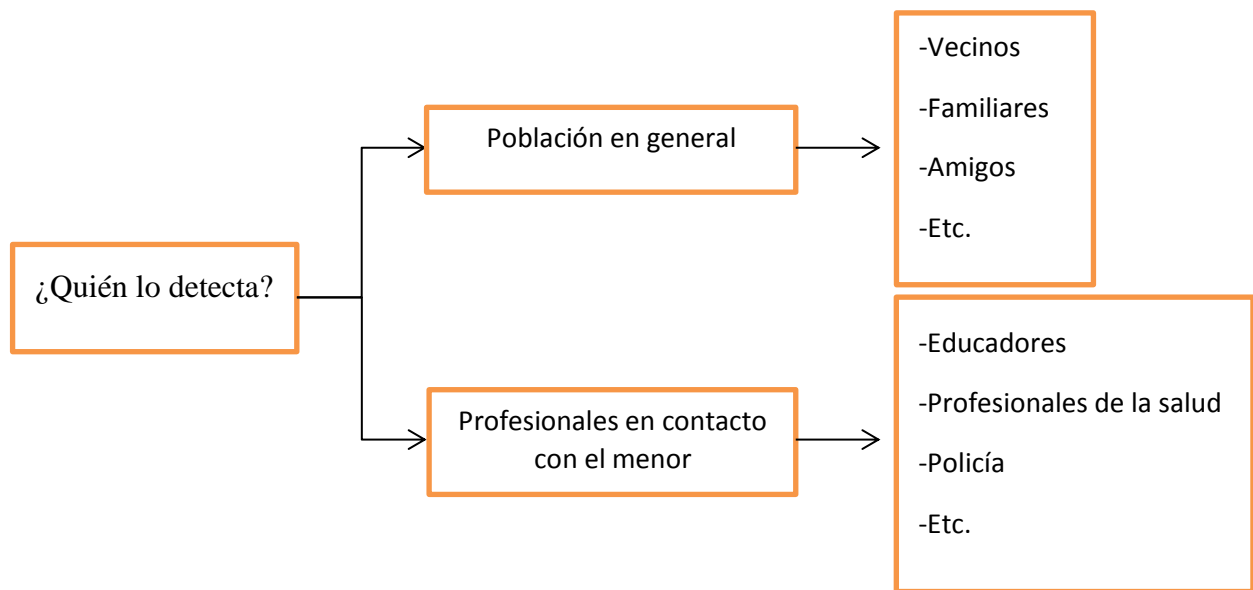 ¿Quién lo detecta?
Población en general
-Vecinos
-Familiares
-Amigos
-Etc.
Profesionales en contacto
con el menor
-Educadores
-Profesionales de la salud
-Policía
-Etc.